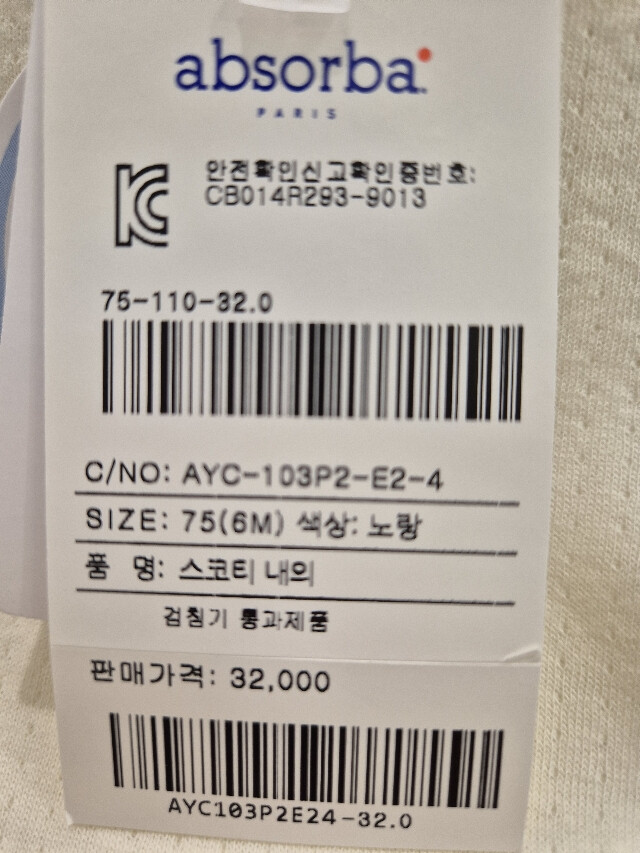 absorba
PARIS
안전확인신고확인증번호:
CB014R293-9013
75-110-32.0
C/NO: AYC-103P2-E2-4
SIZE: 75(6M) 색상: 노랑
품 명: 스코티 내의
검침기 통과제품
판매가격: 32,000
AYC103P2E24-32.0